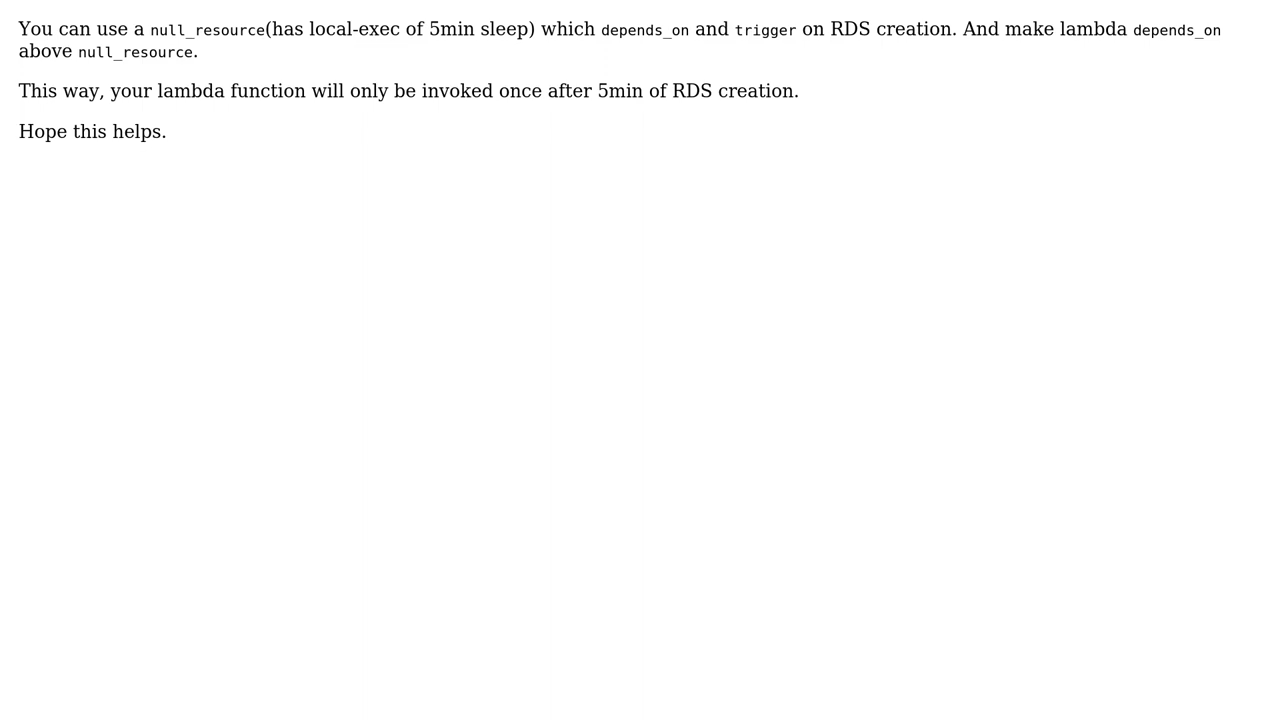 You can use a null_resource(has local-exec of 5min sleep) which depends_on and trigger on RDS creation. And make lambda depends_on
above null_resource.
This way, your lambda function will only be invoked once after 5min of RDS creation.
Hope this helps.